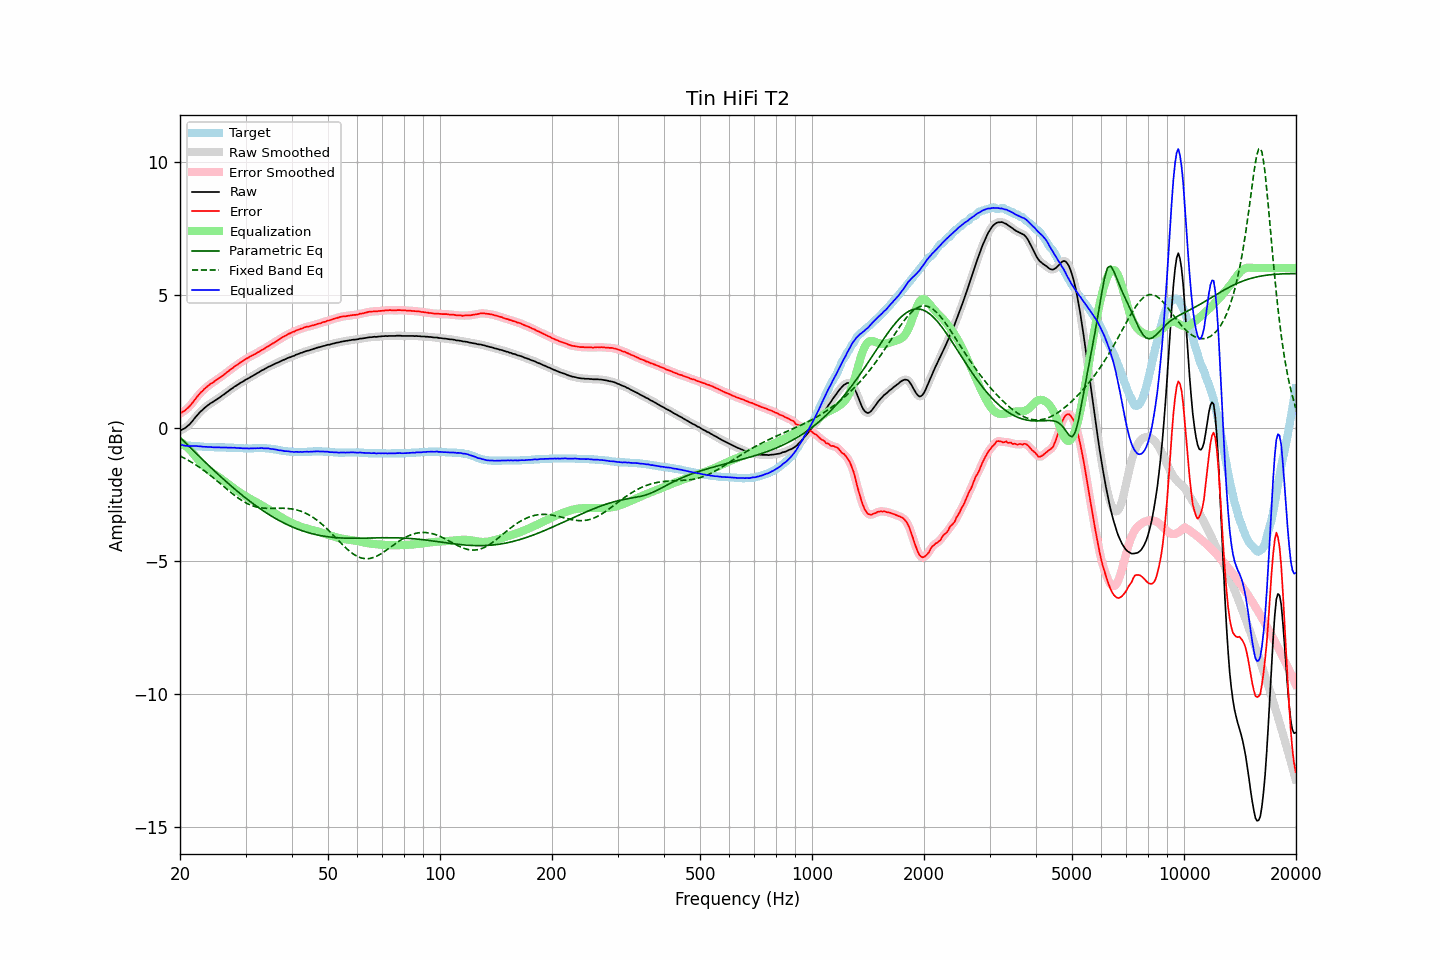 Tin HiFi T2
Target
Raw Smoothed
Error Smoothed
Raw
Error
Equalization
Parametric Eq
Fixed Band Eq
Equalized
Amplitude (dBr)
10
5
0
−5
−10
−15
20
50
100
200
500
1000
2000
5000
10000
20000
Frequency (Hz)